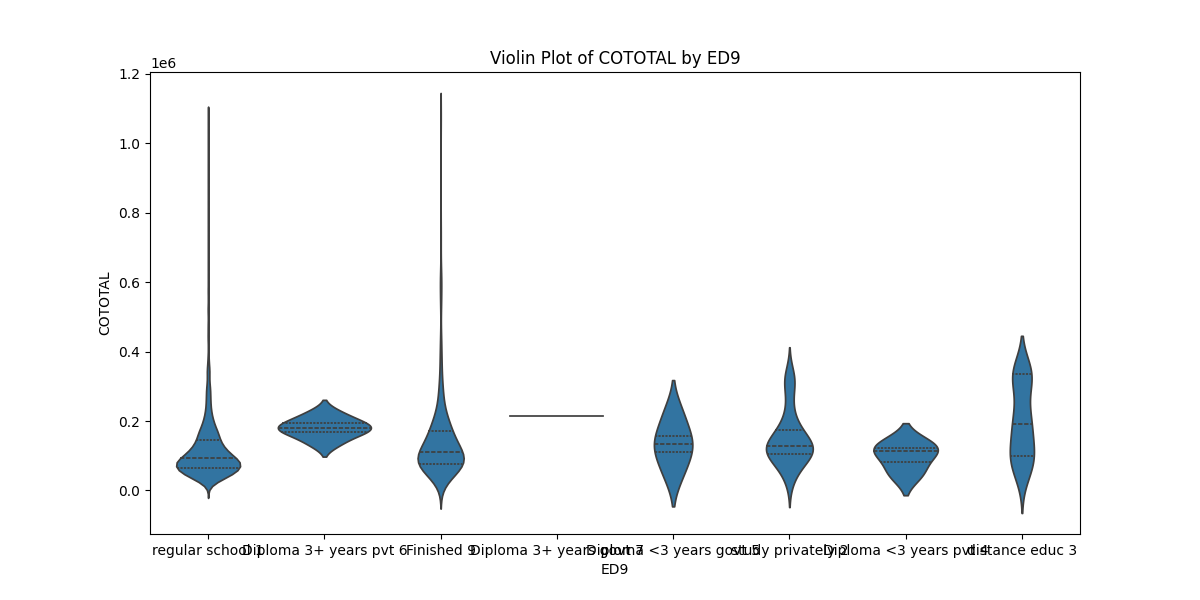 Violin Plot of COTOTAL by ED9
1e6
1.2
1.0
0.8
0.6
0.4
0.2
0.0
COTOTAL
regular school 1 Diploma 3+ years pvt 6 Finished 9 Diploma 3+ years govt 7 Diploma <3 years govt 5 study privately 2 Diploma <3 years pvt 4 distance educ 3
ED9